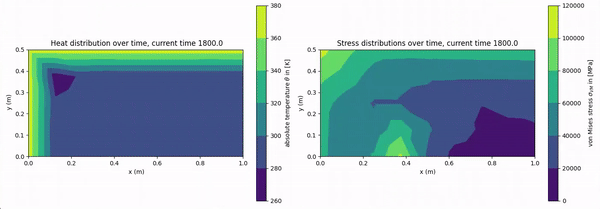 Heat distribution over time, current time 1800.0
0.5
0.4
0.3
0.2
0.1
0.0
y (m)
0.0 0.2 0.4 0.6 0.8 1.0
x (m)
380
360
340
320
300
280
260
absolute temperature θ in [K]
Stress distributions over time, current time 1800.0
0.5
0.4
0.3
0.2
0.1
0.0
y (m)
0.0 0.2 0.4 0.6 0.8 1.0
x (m)
120000
100000
80000
60000
40000
20000
0
von Mises stress σVM in [MPa]